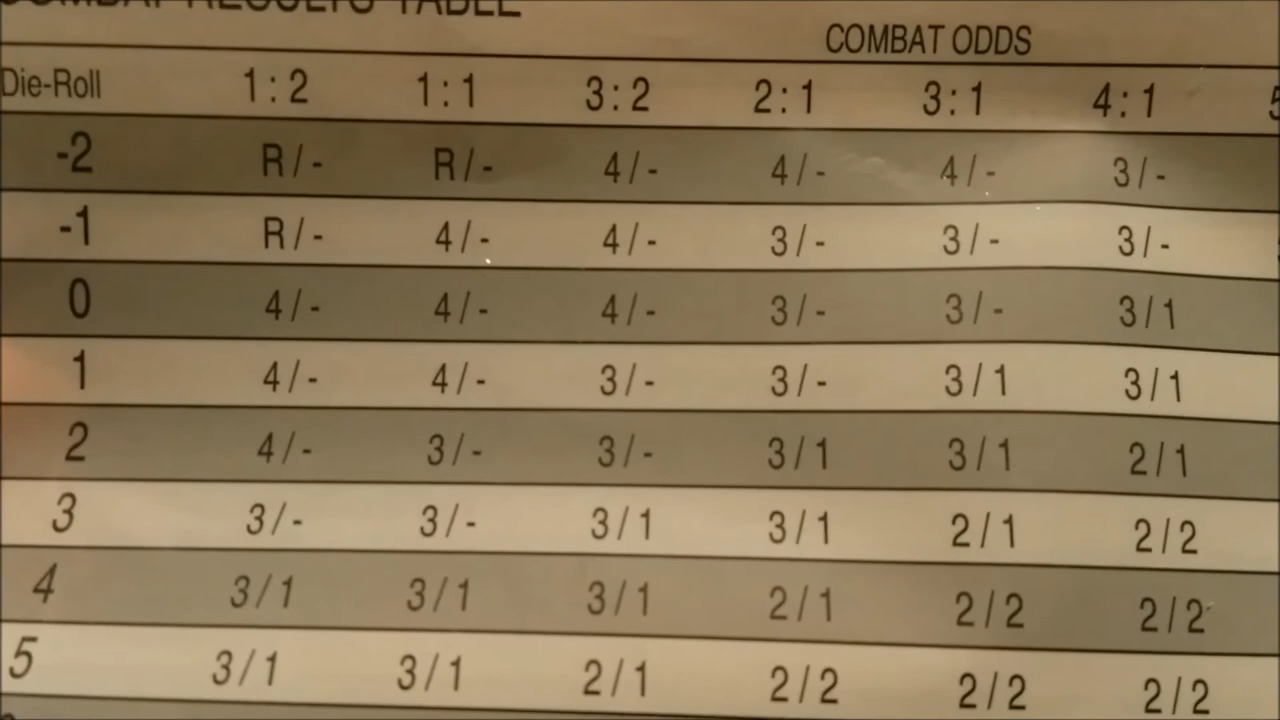 COMBAT RESULTS TABLE
COMBAT ODDS
Die-Roll 1:2 1:1 3:2 2:1 3:1 4:1
-2 R/- R/- 4/- 4/- 4/- 3/-
-1 R/- 4/- 4/- 3/- 3/- 3/-
0 4/- 4/- 4/- 3/- 3/- 3/1
1 4/- 4/- 3/- 3/- 3/1 3/1
2 4/- 3/- 3/- 3/1 3/1 2/1
3 3/- 3/- 3/1 3/1 2/1 2/2
4 3/1 3/1 3/1 2/1 2/2 2/2
5 3/1 3/1 2/1 2/2 2/2 2/2